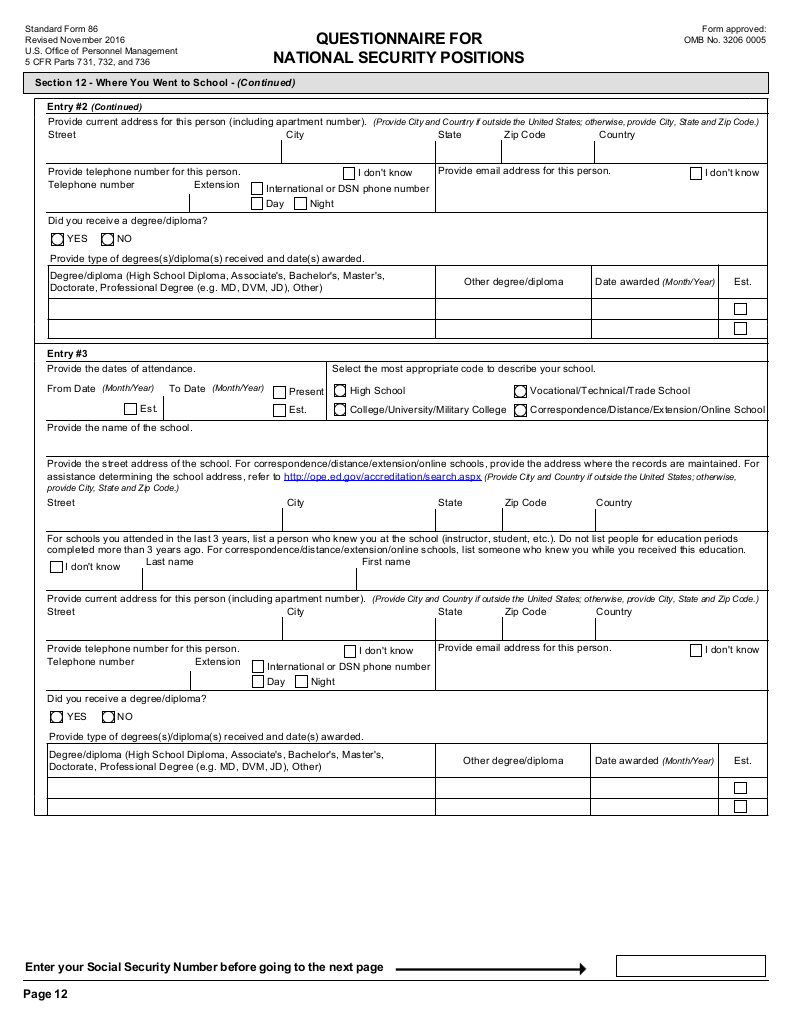 Standard Form 86
Revised November 2016
U.S. Office of Personnel Management
5 CFR Parts 731, 732, and 736
QUESTIONNAIRE FOR
NATIONAL SECURITY POSITIONS
Form approved:
OMB No. 3206 0005
Section 12 - Where You Went to School - (Continued)
Entry #2 (Continued)
Provide current address for this person (including apartment number). (Provide City and Country if outside the United States; otherwise, provide City, State and Zip Code.)
Street City State Zip Code Country
Provide telephone number for this person. I don't know Provide email address for this person. I don't know
Telephone number Extension International or DSN phone number
Day Night
Did you receive a degree/diploma?
YES NO
Provide type of degrees(s)/diploma(s) received and date(s) awarded.
Degree/diploma (High School Diploma, Associate's, Bachelor's, Master's,
Doctorate, Professional Degree (e.g. MD, DVM, JD), Other)
Other degree/diploma Date awarded (Month/Year) Est.
Entry #3
Provide the dates of attendance. Select the most appropriate code to describe your school.
From Date (Month/Year) To Date (Month/Year) Present High School Vocational/Technical/Trade School
Est. Est. College/University/Military College Correspondence/Distance/Extension/Online School
Provide the name of the school.
Provide the street address of the school. For correspondence/distance/extension/online schools, provide the address where the records are maintained. For
assistance determining the school address, refer to http://ope.ed.gov/accreditation/search.aspx (Provide City and Country if outside the United States; otherwise,
provide City, State and Zip Code.)
Street City State Zip Code Country
For schools you attended in the last 3 years, list a person who knew you at the school (instructor, student, etc.). Do not list people for education periods
completed more than 3 years ago. For correspondence/distance/extension/online schools, list someone who knew you while you received this education.
I don't know Last name First name
Provide current address for this person (including apartment number). (Provide City and Country if outside the United States; otherwise, provide City, State and Zip Code.)
Street City State Zip Code Country
Provide telephone number for this person. I don't know Provide email address for this person. I don't know
Telephone number Extension International or DSN phone number
Day Night
Did you receive a degree/diploma?
YES NO
Provide type of degrees(s)/diploma(s) received and date(s) awarded.
Degree/diploma (High School Diploma, Associate's, Bachelor's, Master's,
Doctorate, Professional Degree (e.g. MD, DVM, JD), Other)
Other degree/diploma Date awarded (Month/Year) Est.
Enter your Social Security Number before going to the next page
Page 12